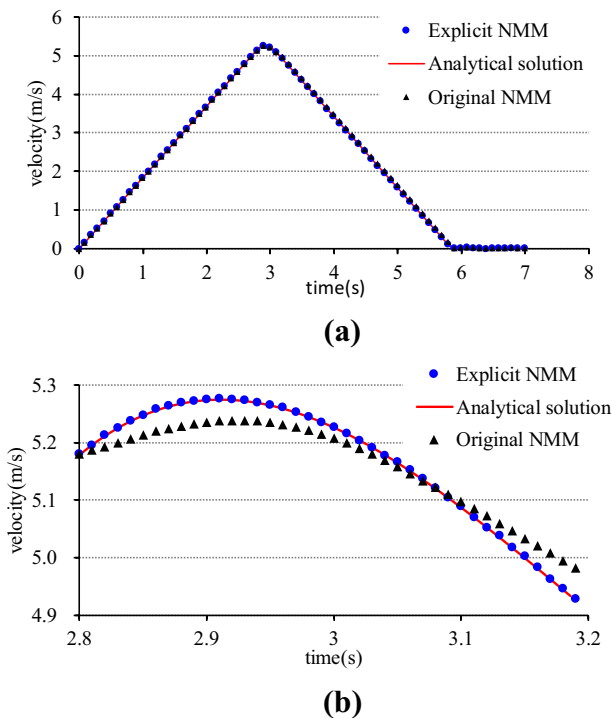 6
5
4
3
2
1
0
velocity(m/s)
Explicit NMM
Analytical solution
Original NMM
0 1 2 3 4 5 6 7 8
time(s)
(a)
5.3
5.2
5.1
5.0
4.9
velocity(m/s)
Explicit NMM
Analytical solution
Original NMM
2.8 2.9 3 3.1 3.2
time(s)
(b)